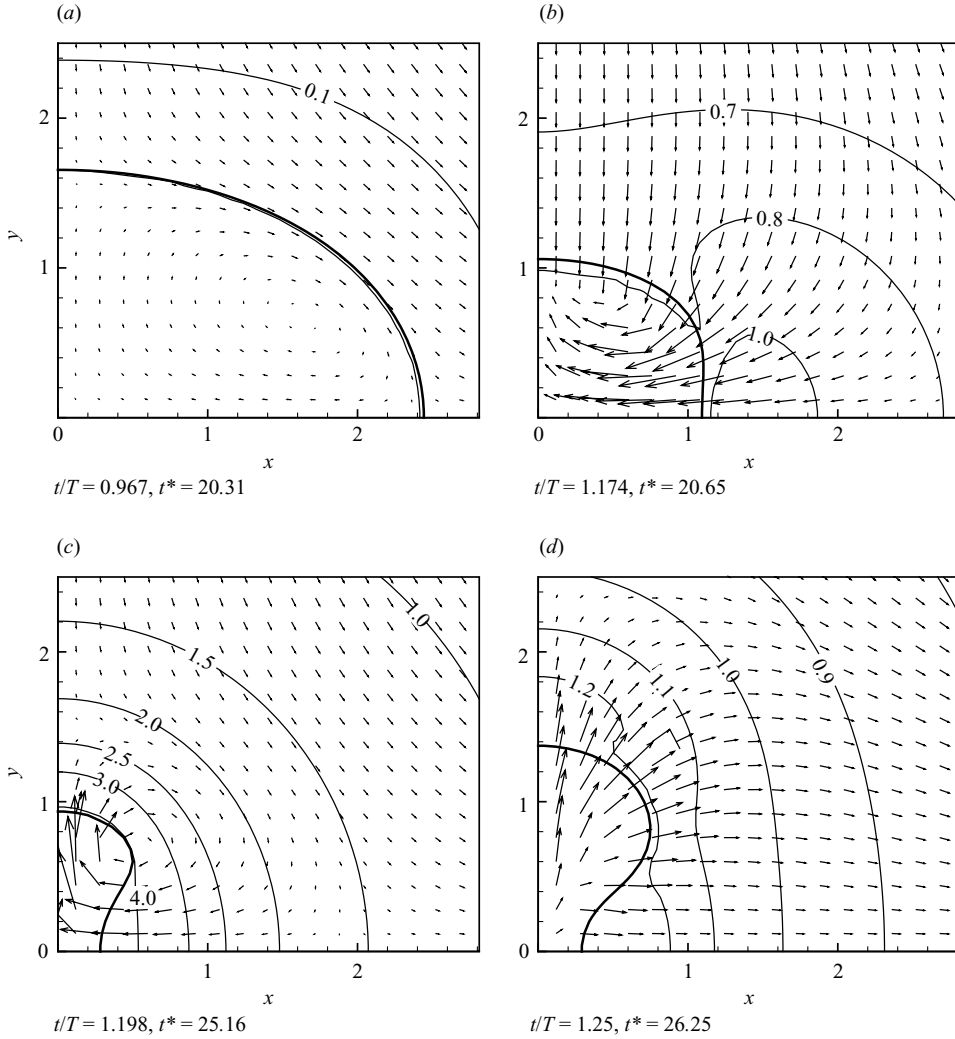 (a)
(b)
0.1
0.7
0.8
1.0
2
1
0
y
0 1 2
x
2
1
0
0 1 2
x
t/T = 0.967, t* = 20.31
t/T = 1.174, t* = 20.65
(c)
(d)
1.0
1.5
2.0
2.5
3.0
4.0
1.2
1.1
1.0
0.9
2
1
0
y
1 2
x
2
1
0
y
1 2
x
t/T = 1.198, t* = 25.16
t/T = 1.25, t* = 26.25